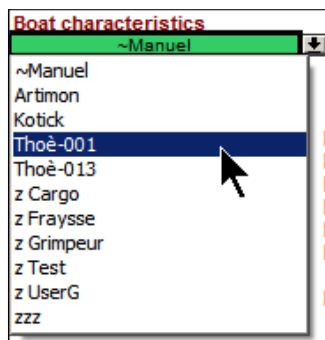 Boat characteristics
~Manuel
~Manuel
Artimon
Kotick
Thoè-001
Thoè-013
z Cargo
z Fraysse
z Grimpeur
z Test
z UserG
zzz